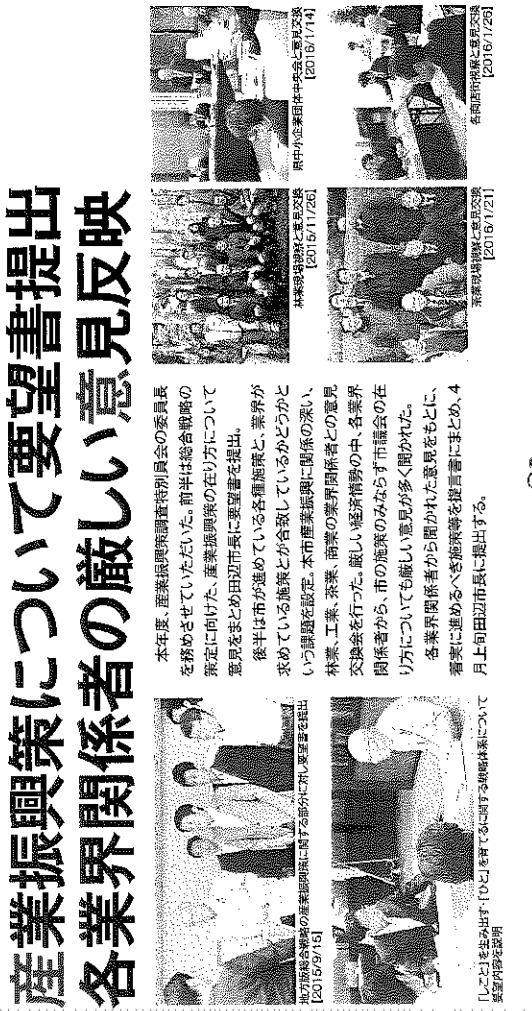 産業振興策について要望書提出
各業界関係者の厳しい意見反映
地方版総合戦略の産業振興策に関する部分に対し要望書を提出
[2015/9/15]
「しごと」を生み出す・「ひと」を育てるに関する戦略体系について
要望内容を説明
本年度、産業振興策調査特別員会の委員長
を務めさせていただいた。前半は総合戦略の
策定に向けた、産業振興策の在り方について
意見をまとめ田辺市長に要望書を提出。
後半は市が進めている各種施策と、業界が
求めている施策とが合致しているかどうかと
いう課題を設定。本市産業振興に関係の深い、
林業、工業、茶業、商業の業界関係者との意見
交換会を行った。厳しい経済情勢の中、各業界
関係者から、市の施策のみならず市議会の在
り方についても厳しい意見が多く聞かれた。
各業界関係者から聞かれた意見をもとに、
着実に進めるべき施策等を提言書にまとめ、4
月上旬田辺市長に提出する。
林業現場視察と意見交換
[2015/11/26]
県中小企業団体中央会と意見交換
[2016/1/14]
茶業現場視察と意見交換
[2016/1/21]
各商店街視察と意見交換
[2016/1/26]